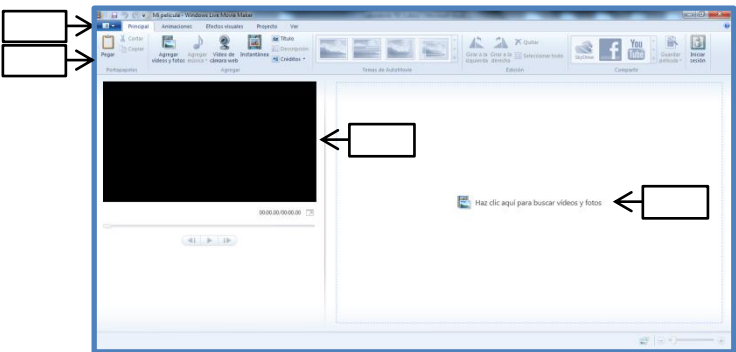 Mi película - Windows Live Movie Maker
Principal Animaciones Efectos visuales Proyecto Ver
Pegar
Cortar
Copiar
Portapapeles
Agregar vídeos y fotos
Agregar música
Vídeo de cámara web
Instantánea
Título
Descripción
Créditos
Agregar
Temas de AutoMovie
Girar a la izquierda
Girar a la derecha
Quitar
Seleccionar todo
Edición
SkyDrive
f
You Tube
Compartir
Guardar película
Iniciar sesión
00:00.00/00:00.00
Haz clic aquí para buscar vídeos y fotos